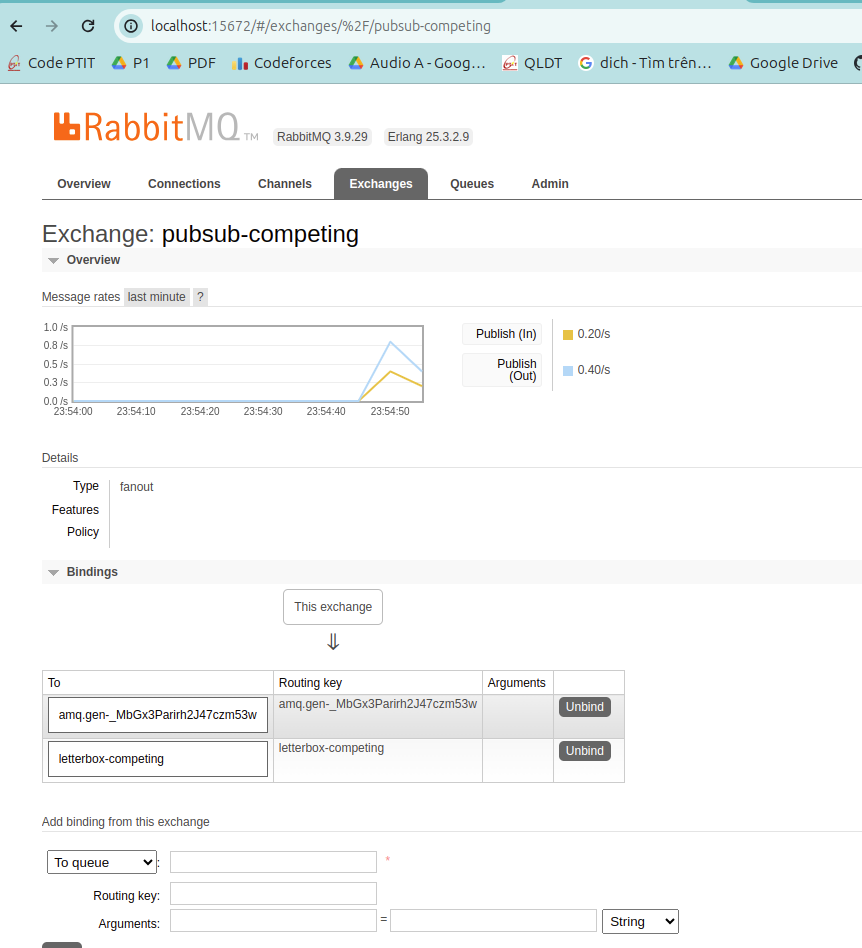 localhost:15672/#/exchanges/%2F/pubsub-competing
Code PTIT P1 PDF Codeforces Audio A - Goog... QLDT dich - Tìm trên... Google Drive
RabbitMQ TM RabbitMQ 3.9.29 Erlang 25.3.2.9
Overview Connections Channels Exchanges Queues Admin
Exchange: pubsub-competing
Overview
Message rates last minute ?
1.0 /s
0.8 /s
0.5 /s
0.3 /s
0.0 /s
23:54:00 23:54:10 23:54:20 23:54:30 23:54:40 23:54:50
Publish (In) 0.20/s
Publish
(Out) 0.40/s
Details
Type fanout
Features
Policy
Bindings
This exchange
⇓
To Routing key Arguments
amq.gen-_MbGx3Parirh2J47czm53w amq.gen-_MbGx3Parirh2J47czm53w Unbind
letterbox-competing letterbox-competing Unbind
Add binding from this exchange
To queue : *
Routing key:
Arguments: = String